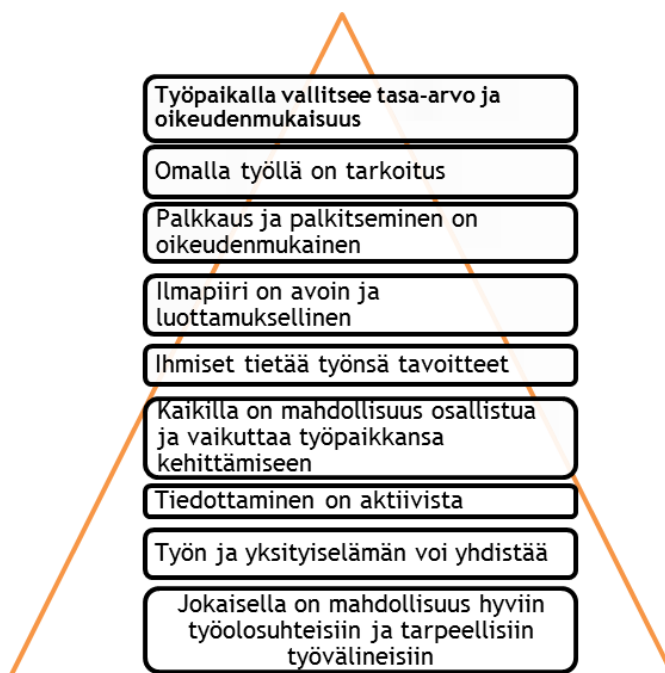 Työpaikalla vallitsee tasa-arvo ja
oikeudenmukaisuus
Omalla työllä on tarkoitus
Palkkaus ja palkitseminen on
oikeudenmukainen
Ilmapiiri on avoin ja
luottamuksellinen
Ihmiset tietää työnsä tavoitteet
Kaikilla on mahdollisuus osallistua
ja vaikuttaa työpaikkansa
kehittämiseen
Tiedottaminen on aktiivista
Työn ja yksityiselämän voi yhdistää
Jokaisella on mahdollisuus hyviin
työolosuhteisiin ja tarpeellisiin
työvälineisiin